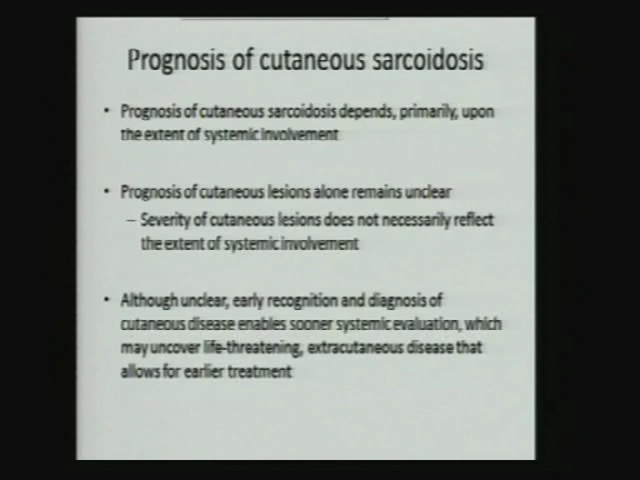 Prognosis of cutaneous sarcoidosis
• Prognosis of cutaneous sarcoidosis depends, primarily, upon
the extent of systemic involvement
• Prognosis of cutaneous lesions alone remains unclear
– Severity of cutaneous lesions does not necessarily reflect
the extent of systemic involvement
• Although unclear, early recognition and diagnosis of
cutaneous disease enables sooner systemic evaluation, which
may uncover life-threatening, extracutaneous disease that
allows for earlier treatment